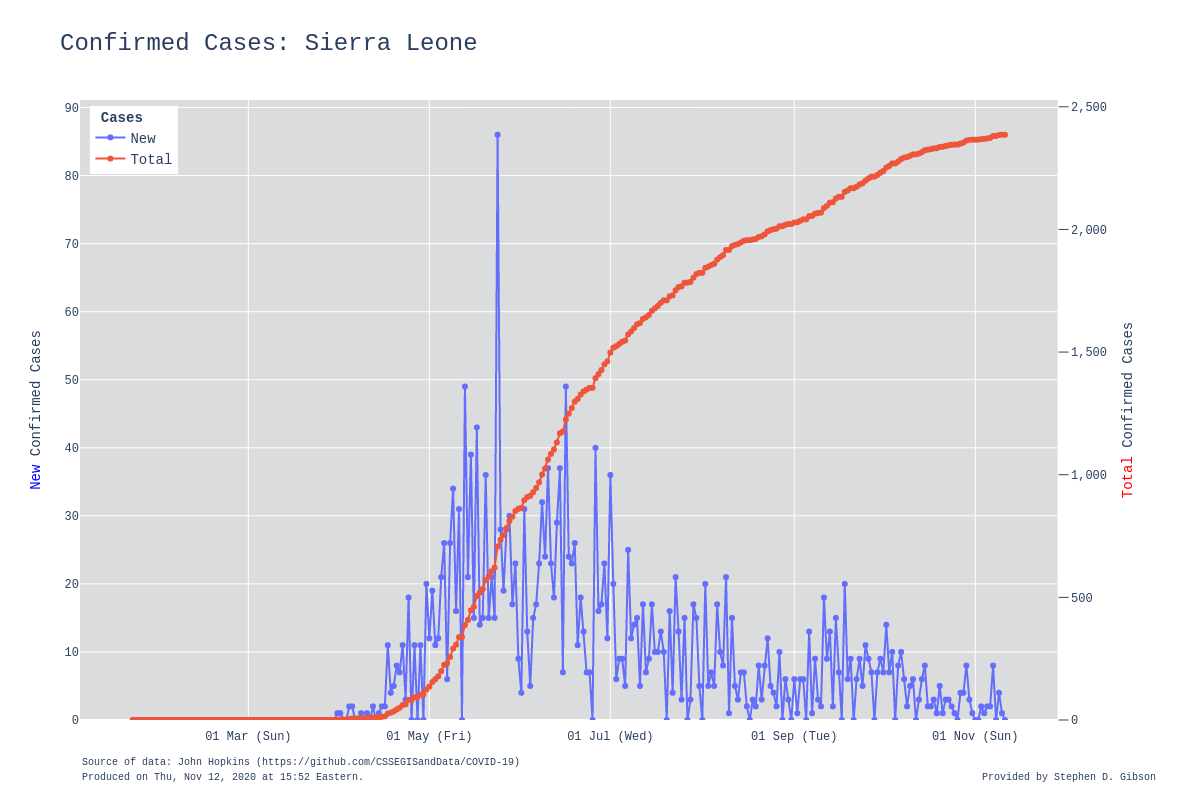 Confirmed Cases: Sierra Leone
Cases
New
Total
90
80
70
60
50
40
30
20
10
0
New Confirmed Cases
2,500
2,000
1,500
1,000
500
0
Total Confirmed Cases
01 Mar (Sun)
01 May (Fri)
01 Jul (Wed)
01 Sep (Tue)
01 Nov (Sun)
Source of data: John Hopkins (https://github.com/CSSEGISandData/COVID-19)
Produced on Thu, Nov 12, 2020 at 15:52 Eastern.
Provided by Stephen D. Gibson